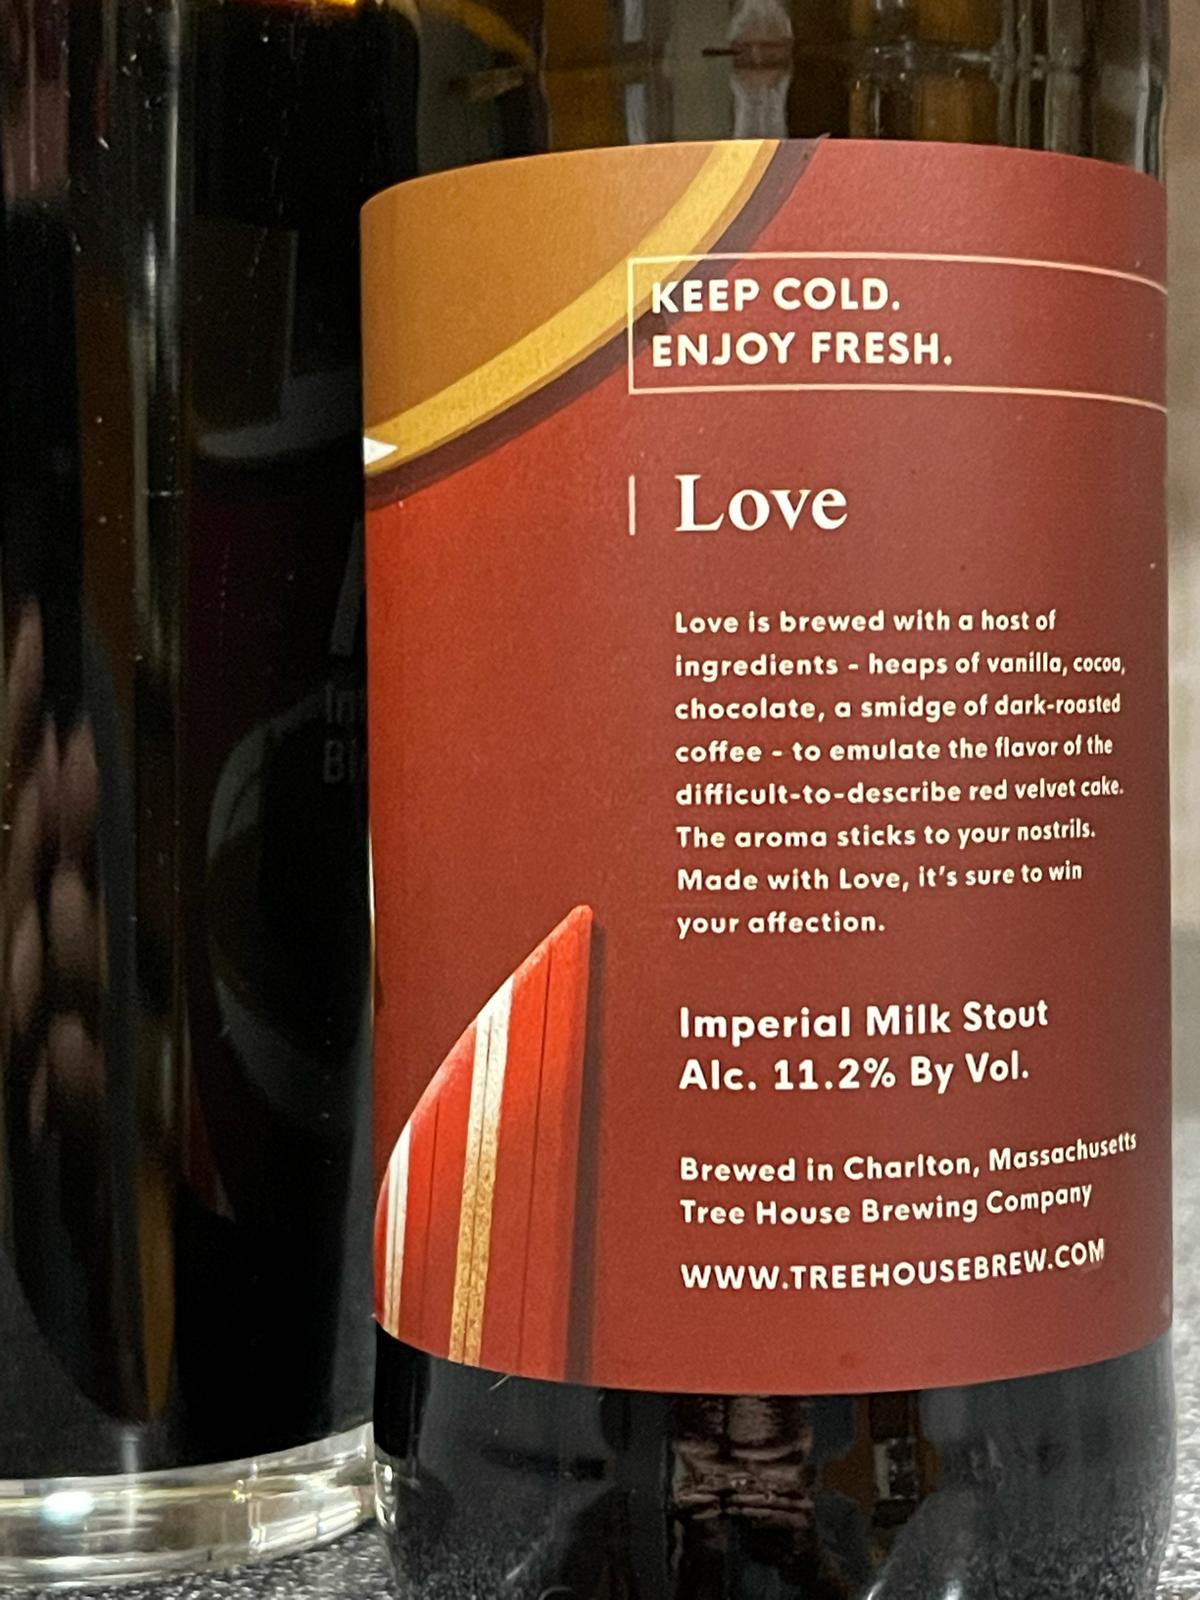 KEEP COLD.
ENJOY FRESH.
Love
Love is brewed with a host of
ingredients - heaps of vanilla, cocoa,
chocolate, a smidge of dark-roasted
coffee - to emulate the flavor of the
difficult-to-describe red velvet cake.
The aroma sticks to your nostrils.
Made with Love, it's sure to win
your affection.
Imperial Milk Stout
Alc. 11.2% By Vol.
Brewed in Charlton, Massachusetts
Tree House Brewing Company
WWW.TREEHOUSEBREW.COM